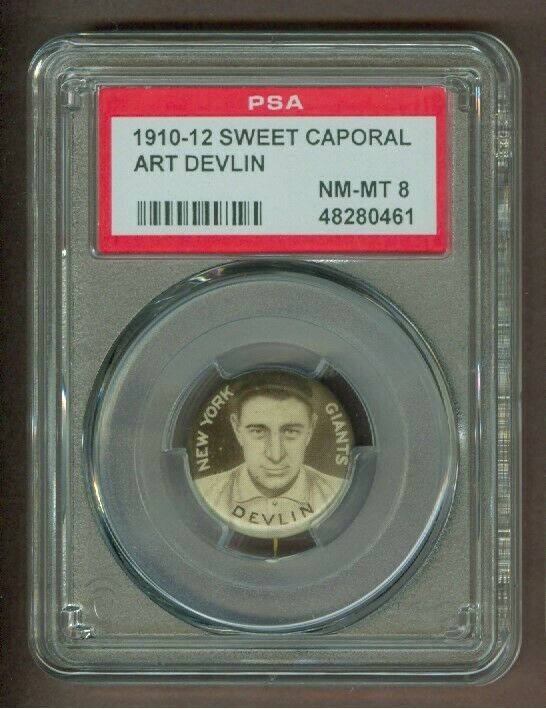 PSA
1910-12 SWEET CAPORAL
ART DEVLIN
NM-MT 8
48280461
NEW YORK
GIANTS
DEVLIN